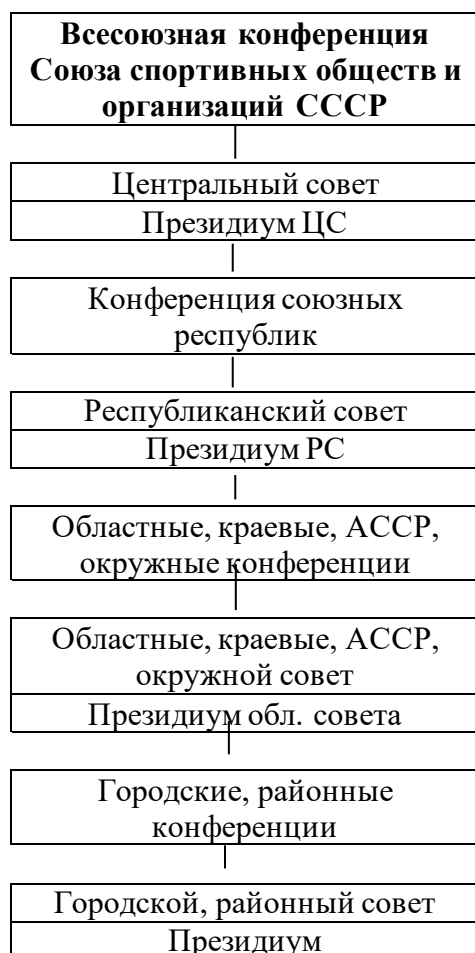 Всесоюзная конференция
Союза спортивных обществ и
организаций СССР
Центральный совет
Президиум ЦС
Конференция союзных
республик
Республиканский совет
Президиум РС
Областные, краевые, АССР,
окружные конференции
Областные, краевые, АССР,
окружной совет
Президиум обл. совета
Городские, районные
конференции
Городской, районный совет
Президиум